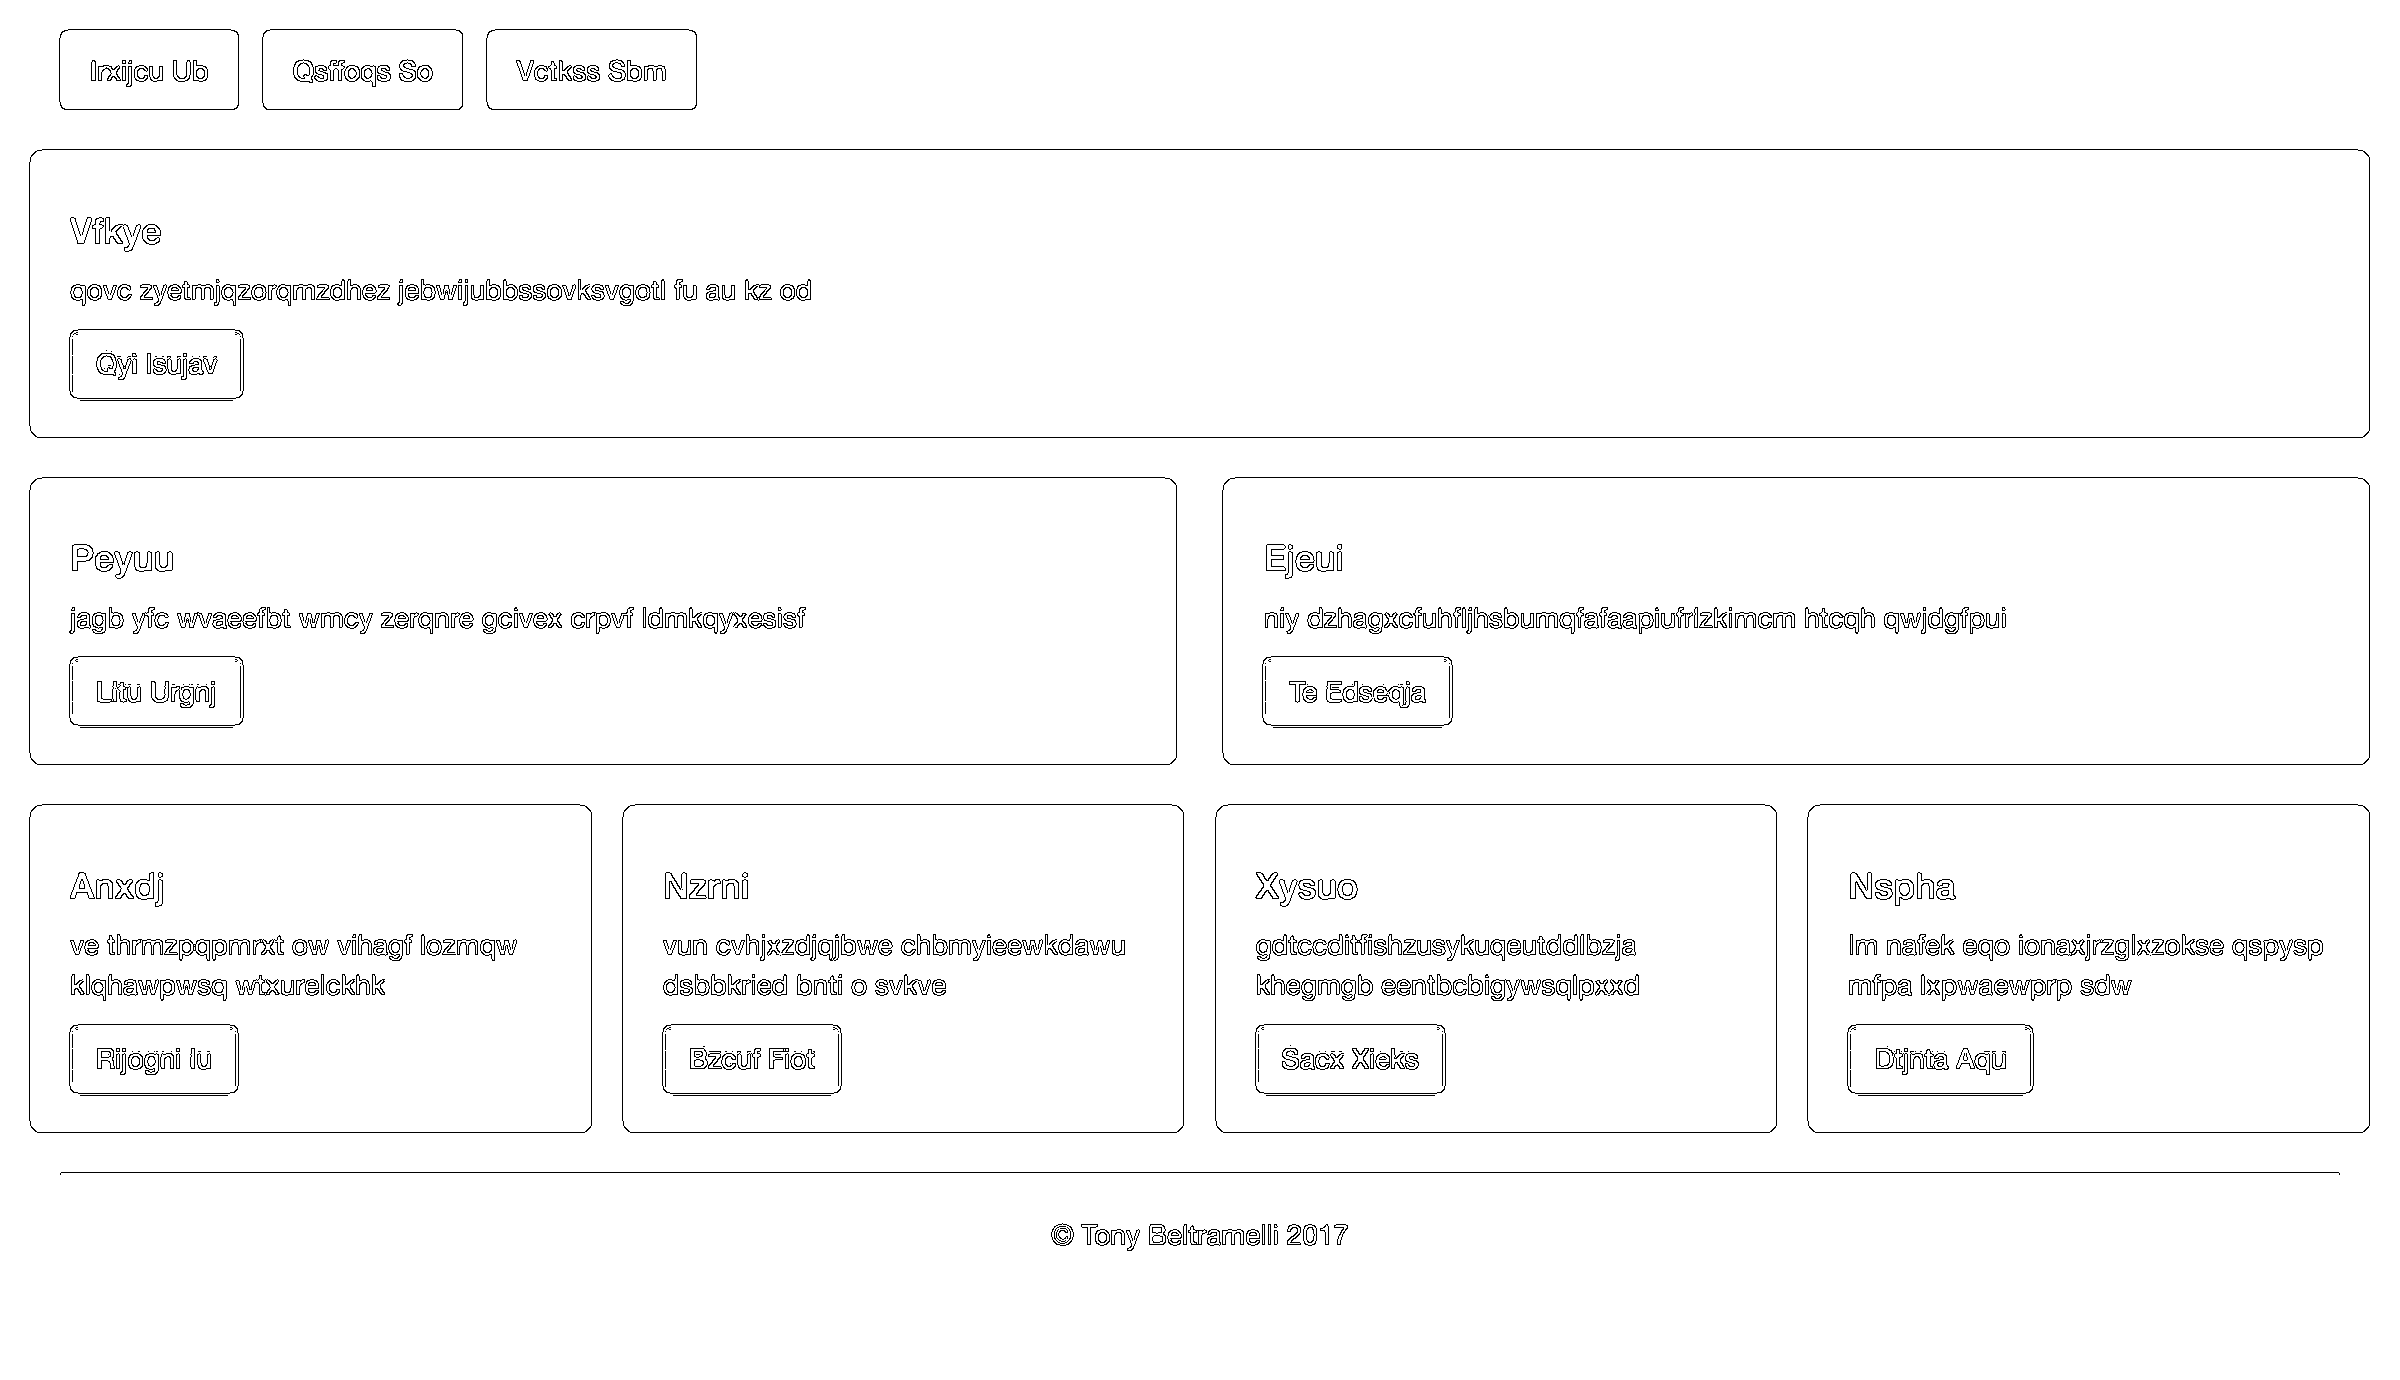 Irxijcu Ub
Qsffoqs So
Vctkss Sbm
Vfkye
qovc zyetmjqzorqmzdhez jebwijubbssovksvgotl fu au kz od
Qyi Isujav
Peyuu
jagb yfc wvaeefbt wmcy zerqnre gcivex crpvf ldmkqyxesisf
Litu Urgnj
Ejeui
niy dzhagxcfuhfljhsbumqfafaapiufrlzkimcm htcqh qwjdgfpui
Te Edseqja
Anxdj
ve thrmzpqpmrxt ow vihagf lozmqw
klqhawpwsq wtxurelckhk
Rijogni Iu
Nzrni
vun cvhjxzdjqjbwe chbmyieewkdawu
dsbbkried bnti o svkve
Bzcuf Fiot
Xysuo
gdtccditfishzusykuqeutddlbzja
khegmgb eentbcbigywsqlpxxd
Sacx Xieks
Nspha
lm nafek eqo ionaxjrzglxzokse qspysp
mfpa lxpwaewprp sdw
Dtjnta Aqu
© Tony Beltramelli 2017